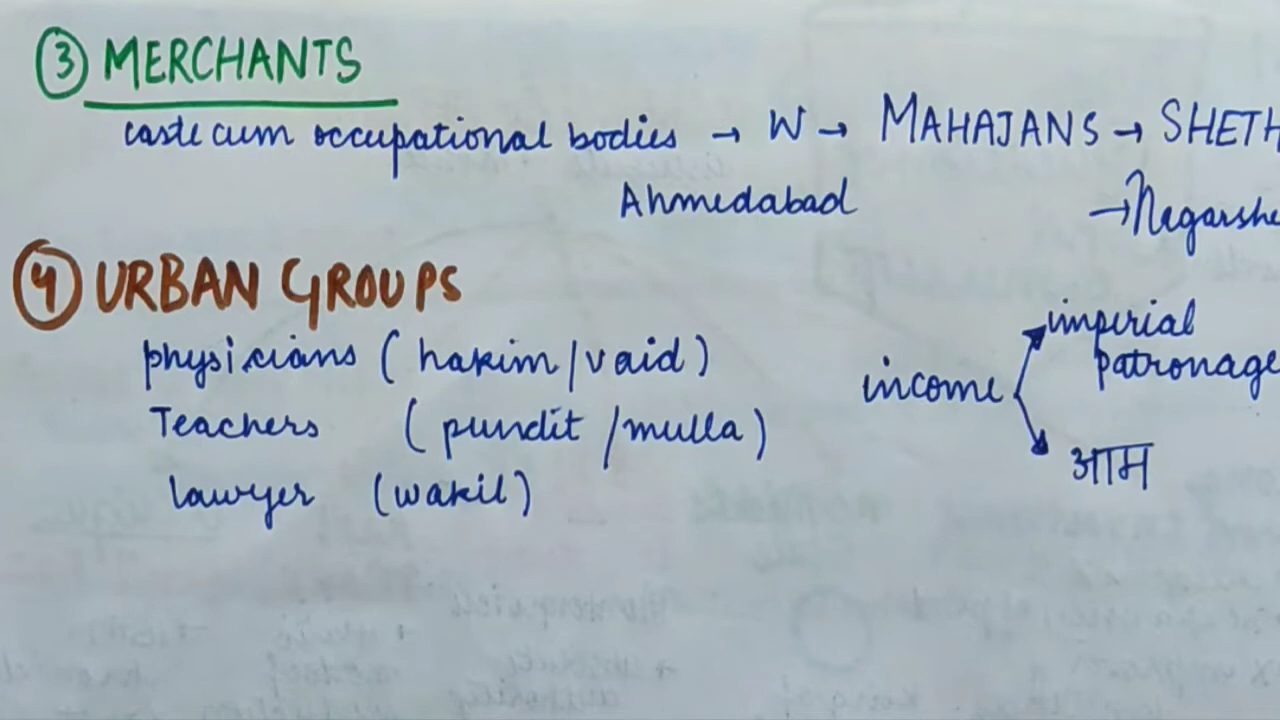 ③ MERCHANTS
caste cum occupational bodies → W → MAHAJANS → SHETH
Ahmedabad → Nagarshe
④ URBAN GROUPS
physicians (hakim/vaid)
Teachers (pundit/mulla)
lawyer (wakil)
income
imperial
patronage
आम